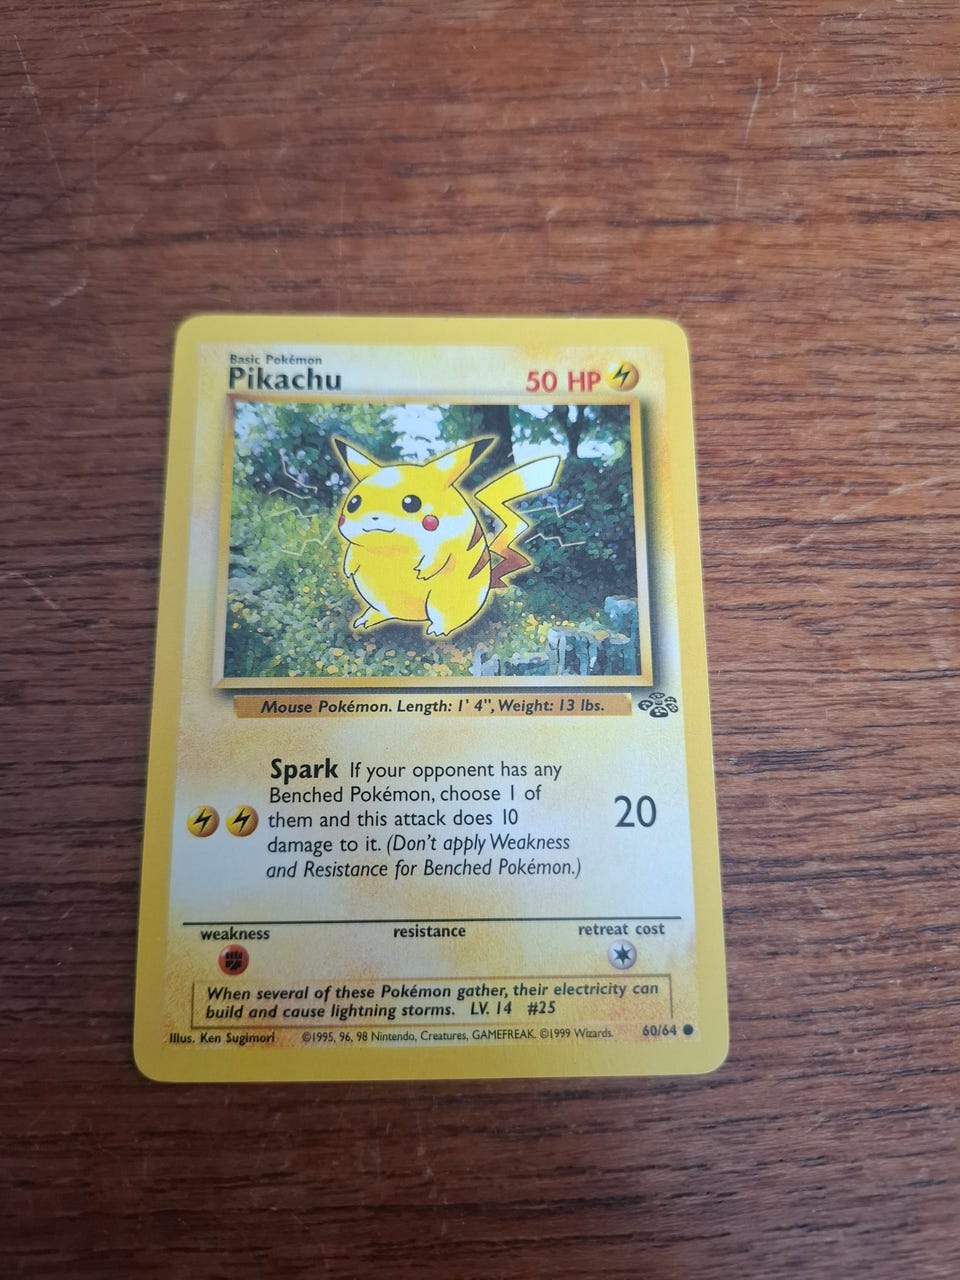 Basic Pokémon
Pikachu
50 HP
Mouse Pokémon. Length: 1' 4", Weight: 13 lbs.
Spark If your opponent has any
Benched Pokémon, choose 1 of
them and this attack does 10
damage to it. (Don't apply Weakness
and Resistance for Benched Pokémon.)
20
weakness
resistance
retreat cost
When several of these Pokémon gather, their electricity can
build and cause lightning storms. LV. 14 #25
Illus. Ken Sugimori
©1995, 96, 98 Nintendo, Creatures, GAMEFREAK. ©1999 Wizards.
60/64